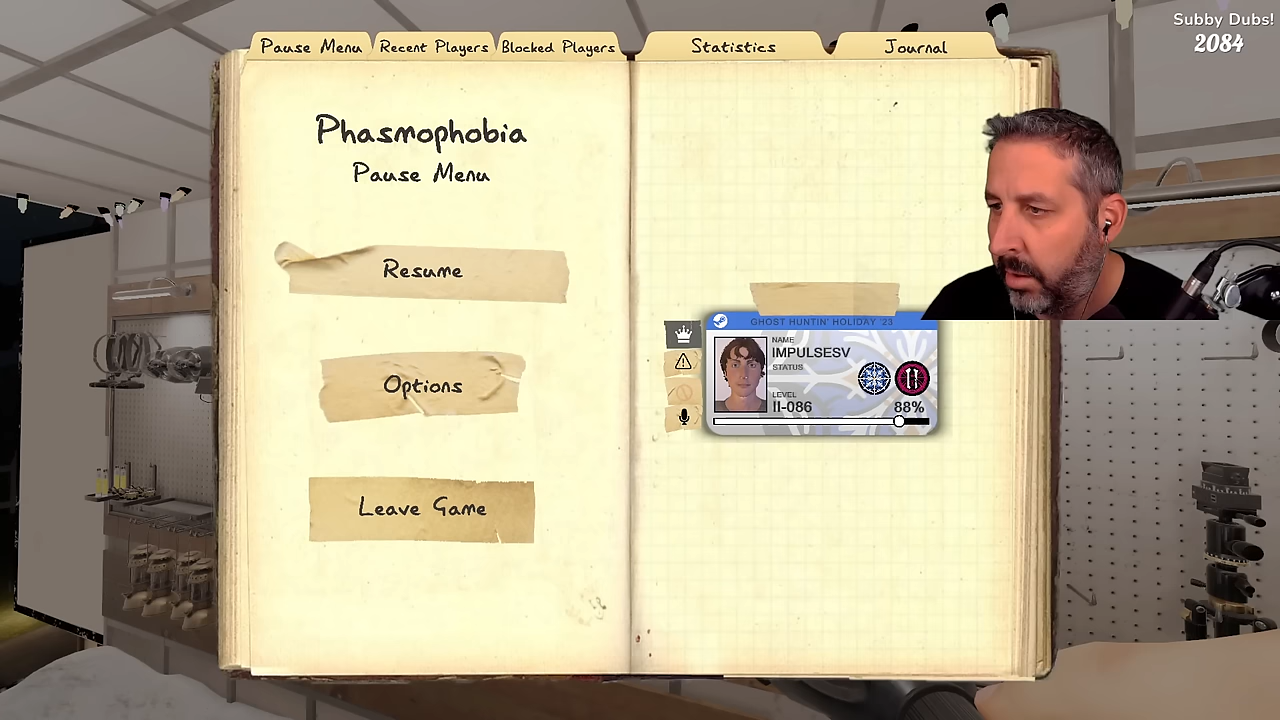 Subby Dubs!
2084
Pause Menu
Recent Players
Blocked Players
Statistics
Journal
Phasmophobia
Pause Menu
Resume
Options
Leave Game
GHOST HUNTIN' HOLIDAY '23
NAME
IMPULSESV
STATUS
LEVEL
II-086
88%
II